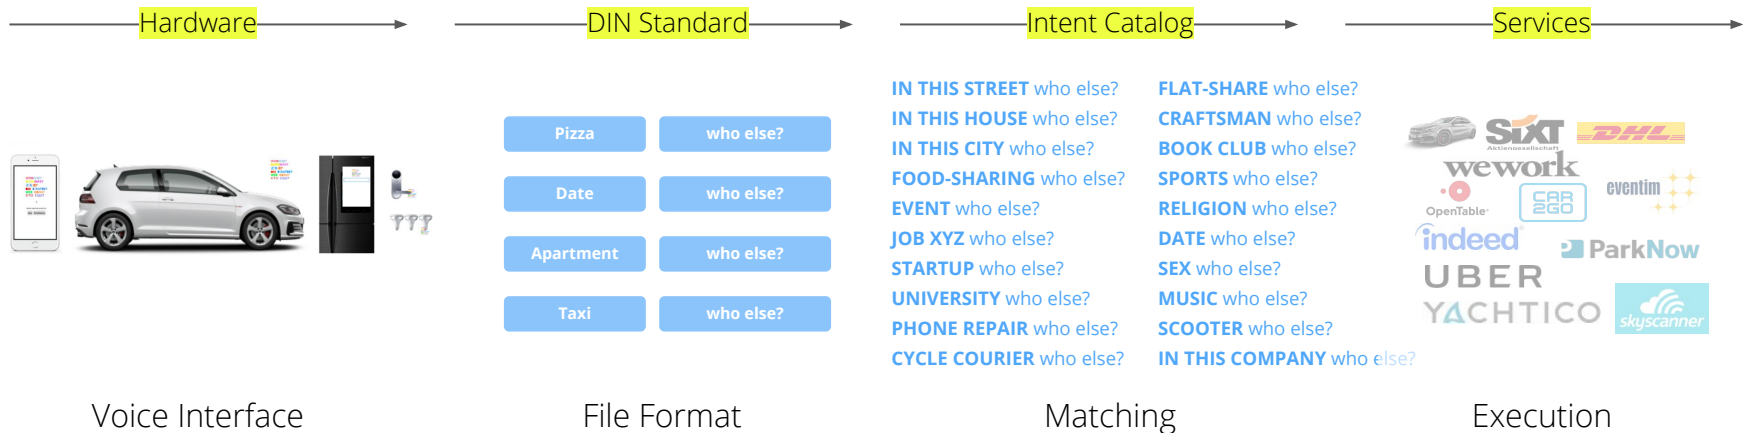 Hardware
DIN Standard
Intent Catalog
Services
Pizza who else?
Date who else?
Apartment who else?
Taxi who else?
IN THIS STREET who else?
IN THIS HOUSE who else?
IN THIS CITY who else?
FOOD-SHARING who else?
EVENT who else?
JOB XYZ who else?
STARTUP who else?
UNIVERSITY who else?
PHONE REPAIR who else?
CYCLE COURIER who else?
FLAT-SHARE who else?
CRAFTSMAN who else?
BOOK CLUB who else?
SPORTS who else?
RELIGION who else?
DATE who else?
SEX who else?
MUSIC who else?
SCOOTER who else?
IN THIS COMPANY who else?
SIXT
Aktiengesellschaft
DHL
wework
OpenTable
CAR
2GO
eventim
indeed
ParkNow
UBER
YACHTICO
skyscanner
Voice Interface
File Format
Matching
Execution